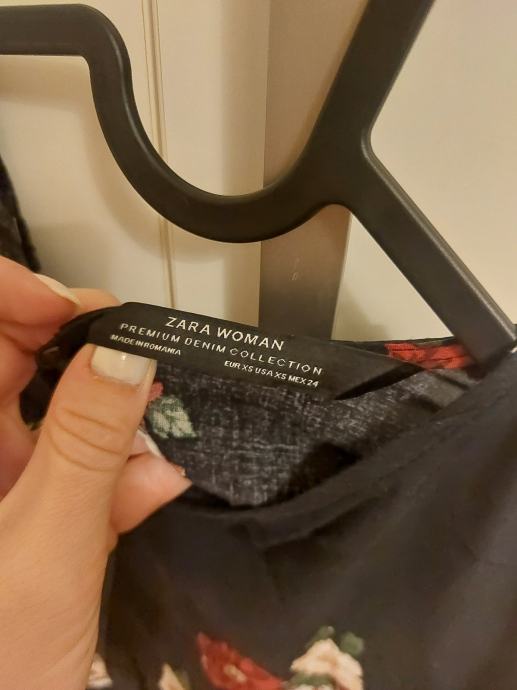 ZARA WOMAN
PREMIUM DENIM COLLECTION
MADE IN ROMANIA
EUR XS USA XS MEX 24